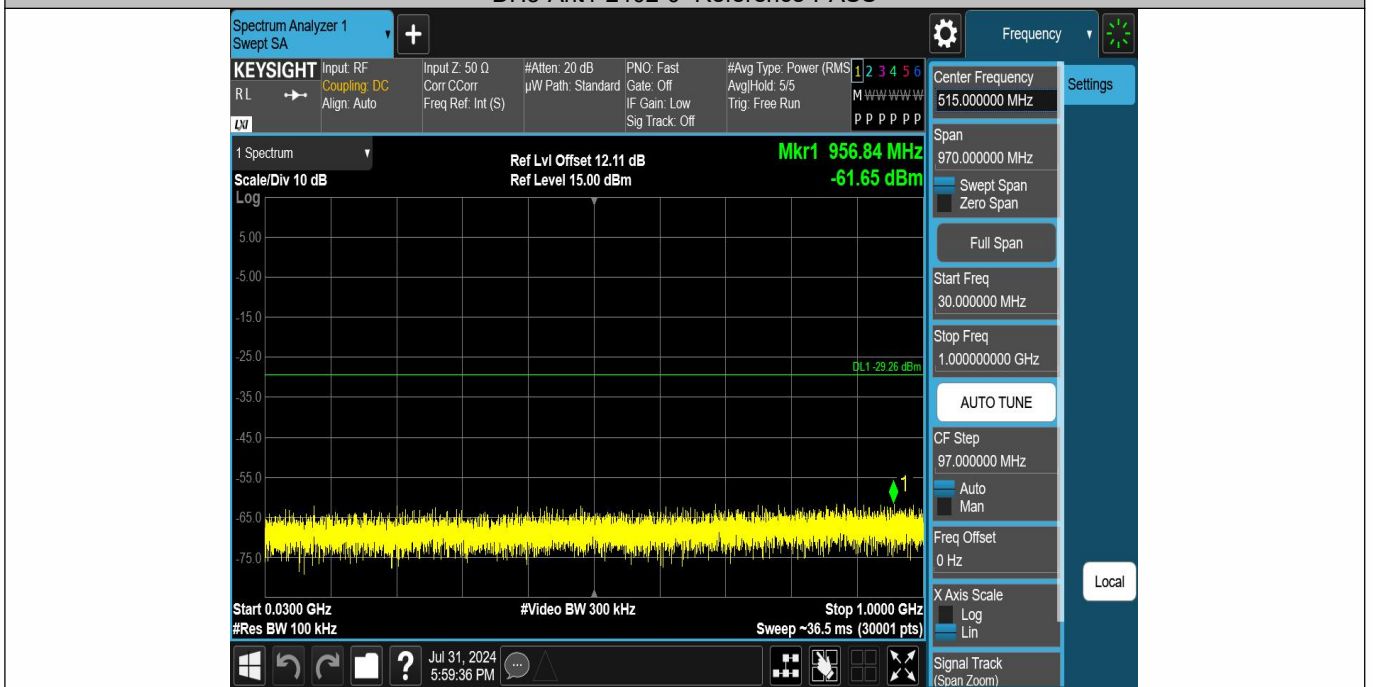 Spectrum Analyzer 1
Swept SA
Frequency
KEYSIGHT
RL
LXI
Input: RF
Coupling: DC
Align: Auto
Input Z: 50 Ω
Corr CCorr
Freq Ref: Int (S)
#Atten: 20 dB
µW Path: Standard
PNO: Fast
Gate: Off
IF Gain: Low
Sig Track: Off
#Avg Type: Power (RMS
Avg|Hold: 5/5
Trig: Free Run
1 2 3 4 5 6
M W W W W W
P P P P P P
1 Spectrum
Scale/Div 10 dB
Log
Ref Lvl Offset 12.11 dB
Ref Level 15.00 dBm
Mkr1 956.84 MHz
-61.65 dBm
5.00
-5.00
-15.0
-25.0
DL1 -29.26 dBm
-35.0
-45.0
-55.0
1
-65.0
-75.0
Start 0.0300 GHz
#Res BW 100 kHz
#Video BW 300 kHz
Stop 1.0000 GHz
Sweep ~36.5 ms (30001 pts)
Jul 31, 2024
5:59:36 PM
Center Frequency
515.000000 MHz
Span
970.000000 MHz
Swept Span
Zero Span
Full Span
Start Freq
30.000000 MHz
Stop Freq
1.000000000 GHz
AUTO TUNE
CF Step
97.000000 MHz
Auto
Man
Freq Offset
0 Hz
X Axis Scale
Log
Lin
Signal Track
(Span Zoom)
Settings
Local